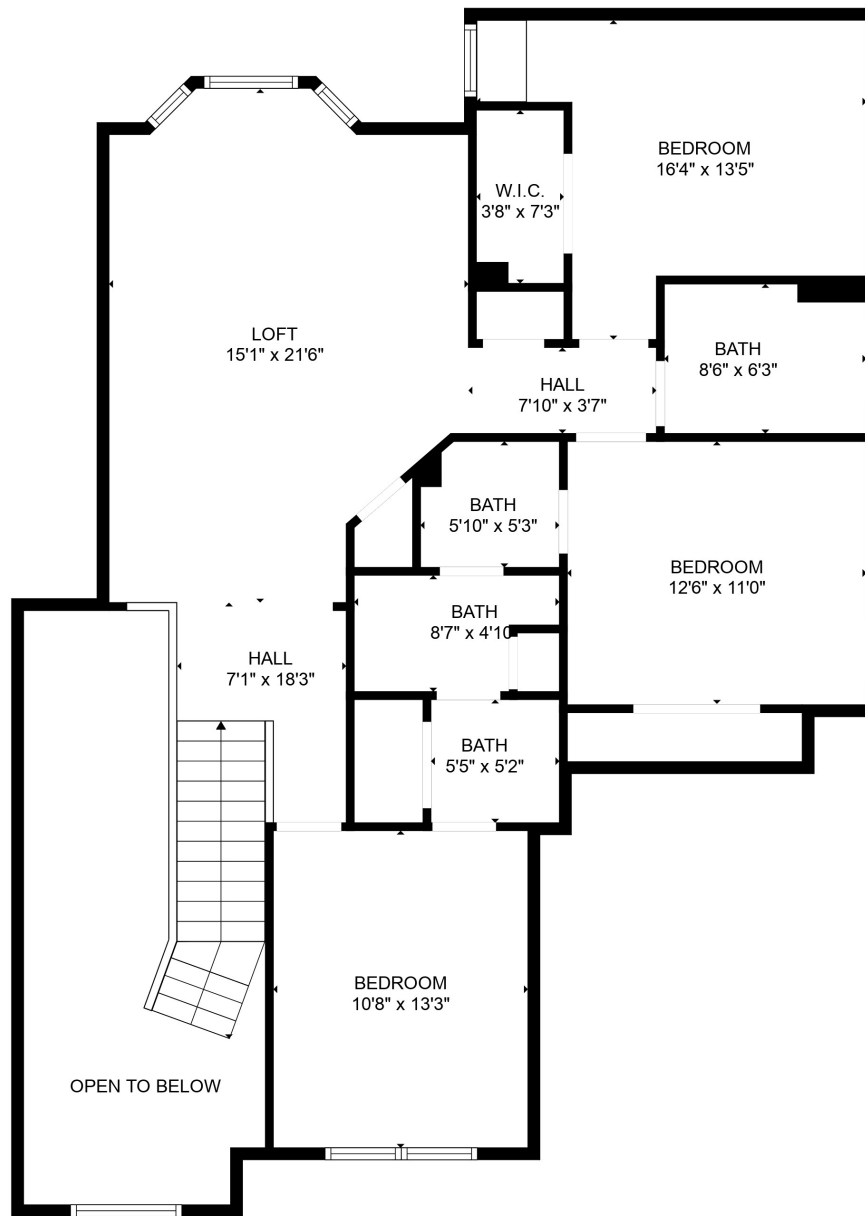 BEDROOM
16'4" x 13'5"
W.I.C.
3'8" x 7'3"
LOFT
15'1" x 21'6"
BATH
8'6" x 6'3"
HALL
7'10" x 3'7"
BATH
5'10" x 5'3"
BEDROOM
12'6" x 11'0"
BATH
8'7" x 4'10
HALL
7'1" x 18'3"
BATH
5'5" x 5'2"
BEDROOM
10'8" x 13'3"
OPEN TO BELOW